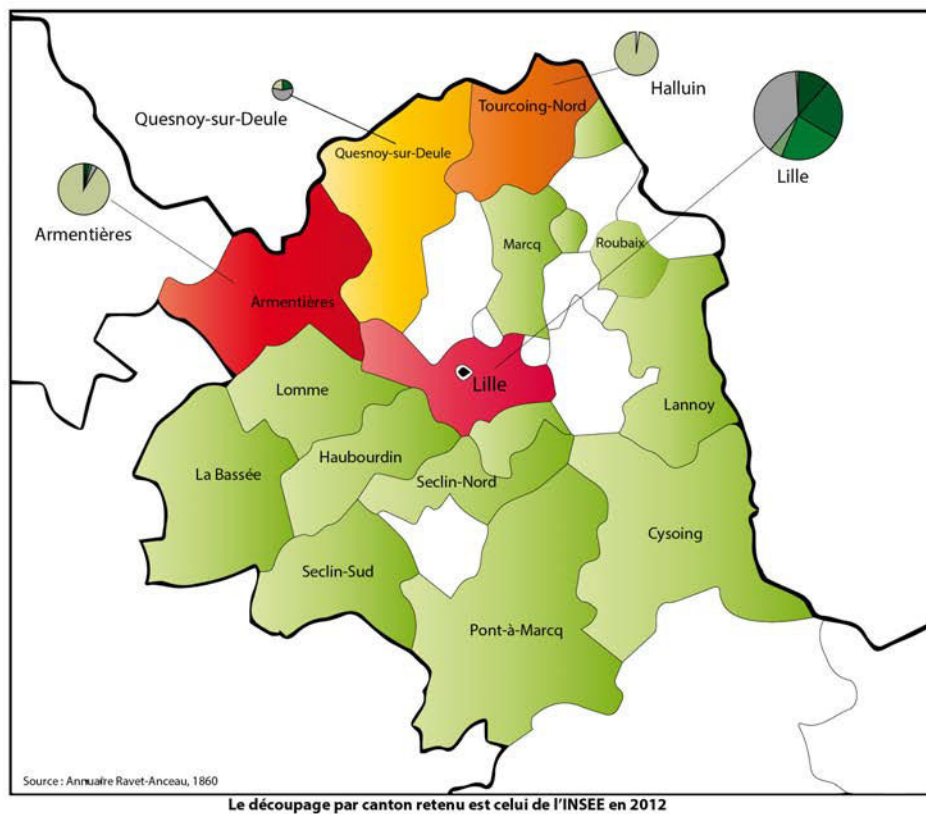 Halluin
Tourcoing-Nord
Quesnoy-sur-Deule
Quesnoy-sur-Deule
Lille
Armentières
Marcq
Roubaix
Armentières
Lille
Lomme
Lannoy
Haubourdin
La Bassée
Seclin-Nord
Cysoing
Seclin-Sud
Pont-à-Marcq
Source : Annuaire Ravet-Anceau, 1860
Le découpage par canton retenu est celui de l'INSEE en 2012